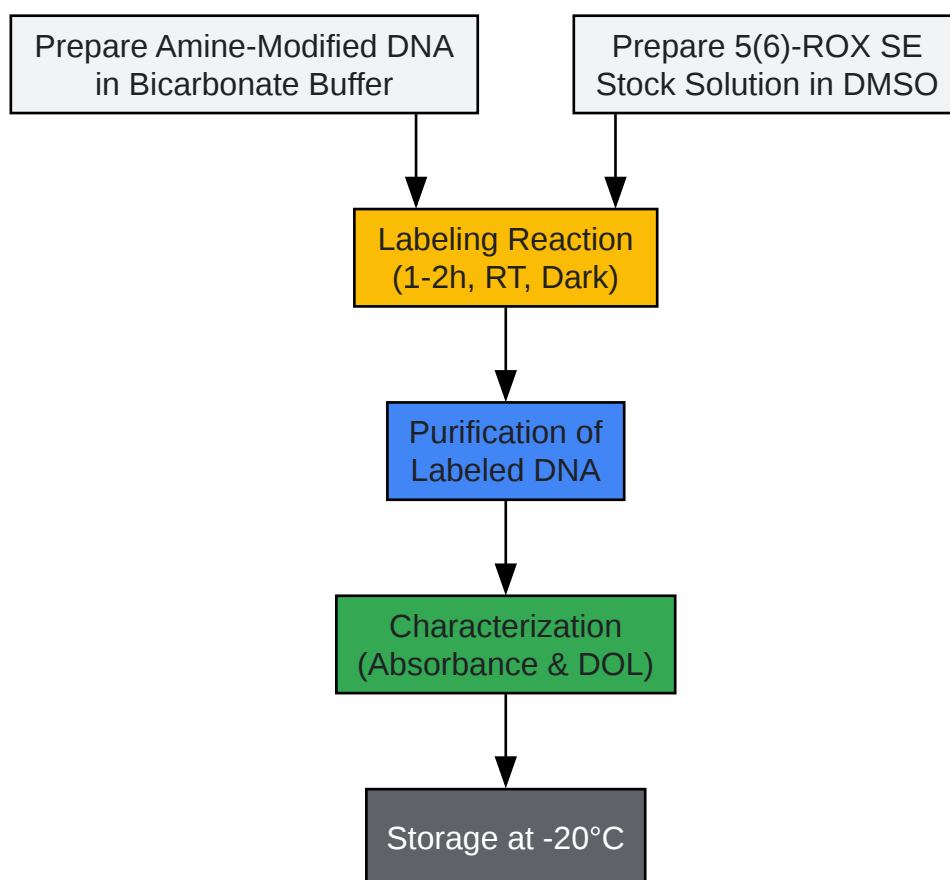 Prepare Amine-Modified DNA
in Bicarbonate Buffer
Prepare 5(6)-ROX SE
Stock Solution in DMSO
Labeling Reaction
(1-2h, RT, Dark)
Purification of
Labeled DNA
Characterization
(Absorbance & DOL)
Storage at -20°C